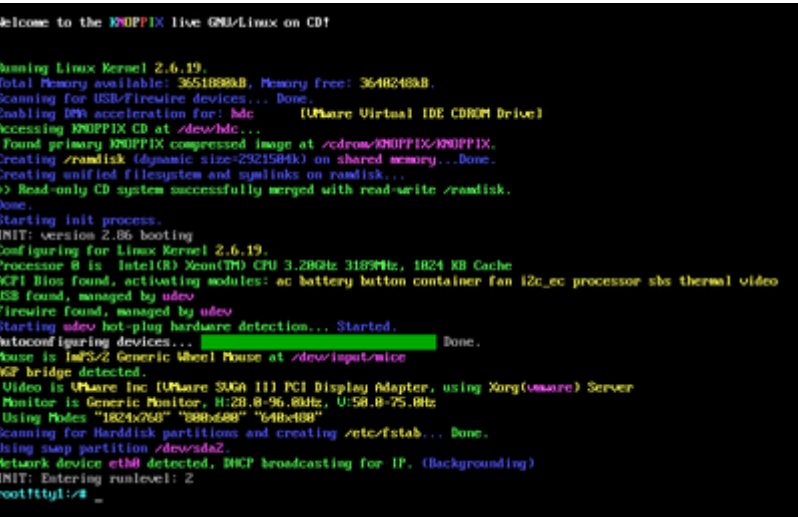 Welcome to the KNOPPIX live GNU/Linux on CD!
Running Linux Kernel 2.6.19.
Total Memory available: 3651880kB, Memory free: 3640248kB.
Scanning for USB/Firewire devices... Done.
Enabling DMA acceleration for: hdc [VMware Virtual IDE CDROM Drive]
Accessing KNOPPIX CD at /dev/hdc...
Found primary KNOPPIX compressed image at /cdrom/KNOPPIX/KNOPPIX.
Creating /ramdisk (dynamic size=2921504k) on shared memory...Done.
Creating unified filesystem and symlinks on ramdisk...
>> Read-only CD system successfully merged with read-write /ramdisk.
Done.
Starting init process.
INIT: version 2.86 booting
Configuring for Linux Kernel 2.6.19.
Processor 0 is Intel(R) Xeon(TM) CPU 3.20GHz 3189MHz, 1024 KB Cache
ACPI Bios found, activating modules: ac battery button container fan i2c_ec processor sbs thermal video
USB found, managed by udev
Firewire found, managed by udev
Starting udev hot-plug hardware detection... Started.
Autoconfiguring devices... Done.
Mouse is ImPS/2 Generic Wheel Mouse at /dev/input/mice
AGP bridge detected.
Video is VMware Inc [VMware SVGA II] PCI Display Adapter, using Xorg(vmware) Server
Monitor is Generic Monitor, H:28.0-96.0kHz, V:50.0-75.0Hz
Using Modes "1024x768" "800x600" "640x480"
Scanning for Harddisk partitions and creating /etc/fstab... Done.
Using swap partition /dev/sda2.
Network device eth0 detected, DHCP broadcasting for IP. (Backgrounding)
INIT: Entering runlevel: 2
root@tty1:/# _